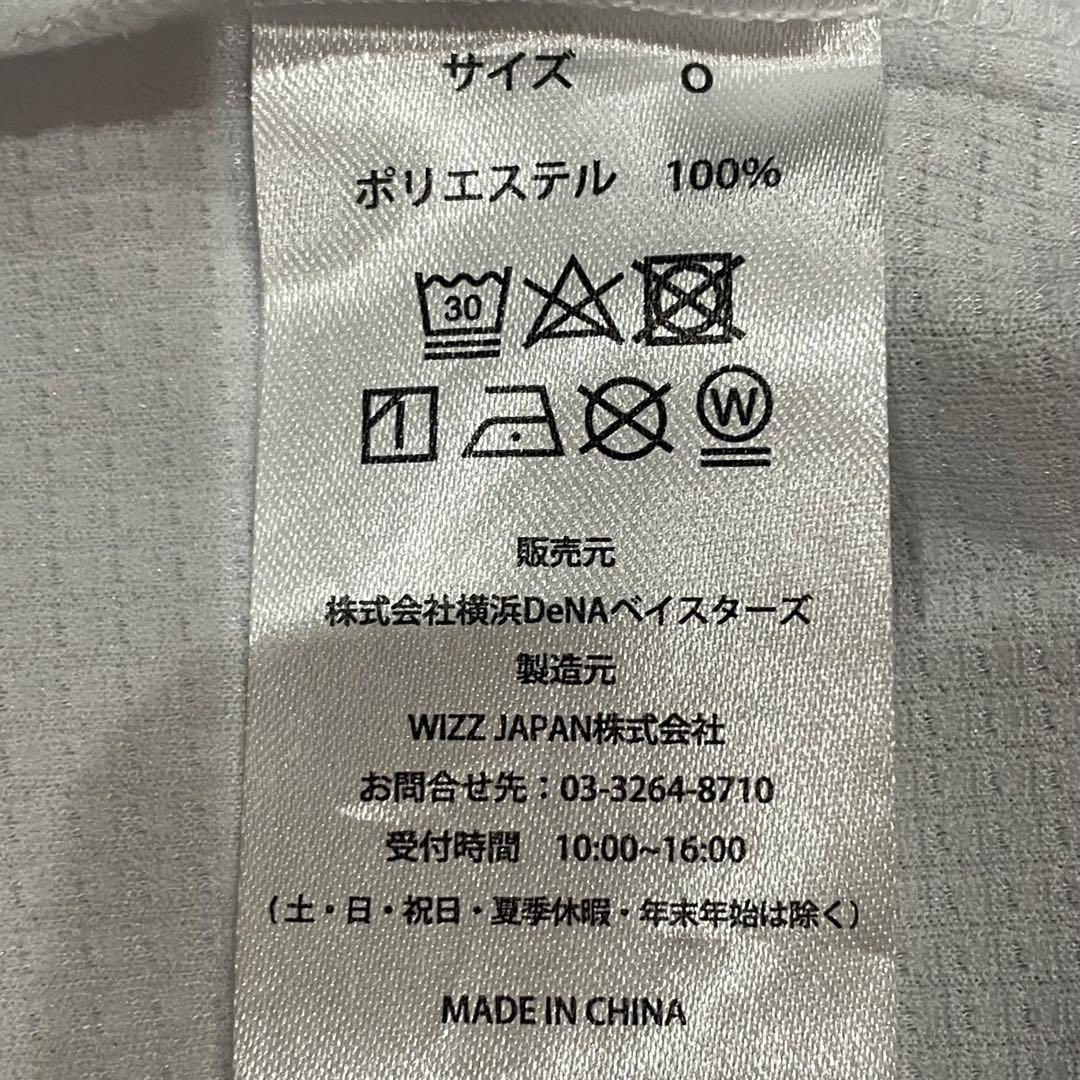 サイズ O
ポリエステル 100%
30
W
販売元
株式会社横浜DeNAベイスターズ
製造元
WIZZ JAPAN株式会社
お問合せ先：03-3264-8710
受付時間 10:00~16:00
(土・日・祝日・夏季休暇・年末年始は除く)
MADE IN CHINA